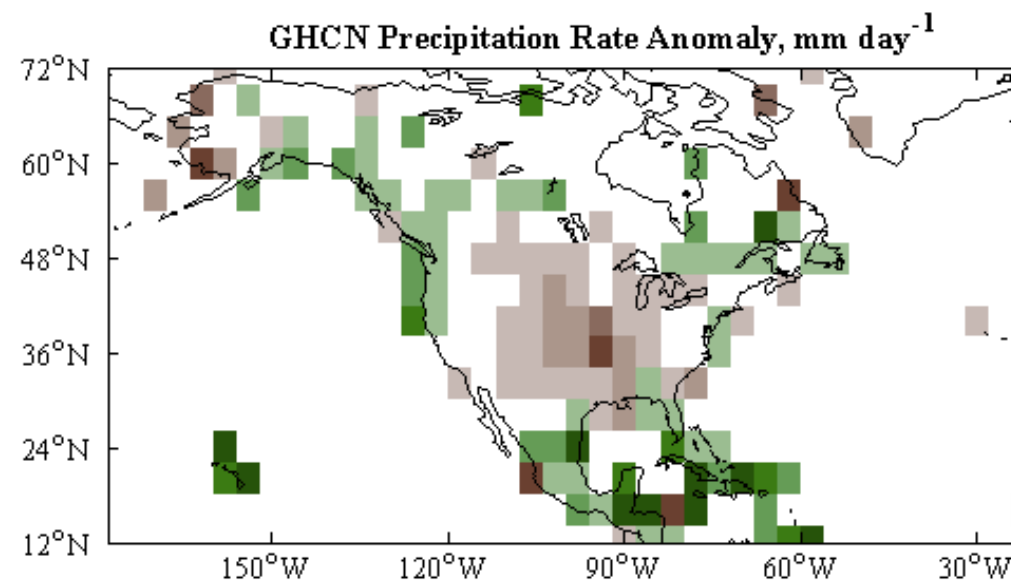 GHCN Precipitation Rate Anomaly, mm day⁻¹
72°N
60°N
48°N
36°N
24°N
12°N
150°W 120°W 90°W 60°W 30°W